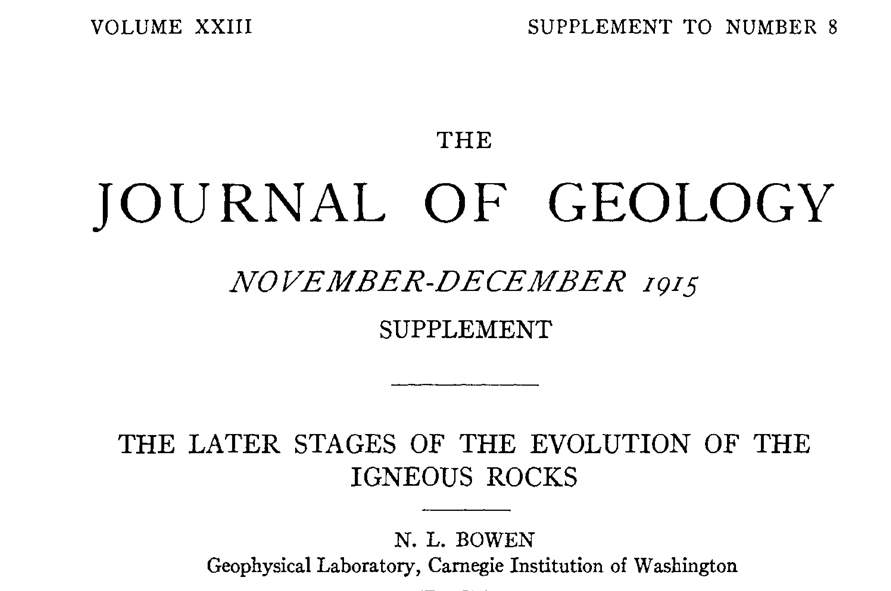 VOLUME XXIII SUPPLEMENT TO NUMBER 8
THE
JOURNAL OF GEOLOGY
NOVEMBER-DECEMBER 1915
SUPPLEMENT
THE LATER STAGES OF THE EVOLUTION OF THE
IGNEOUS ROCKS
N. L. BOWEN
Geophysical Laboratory, Carnegie Institution of Washington